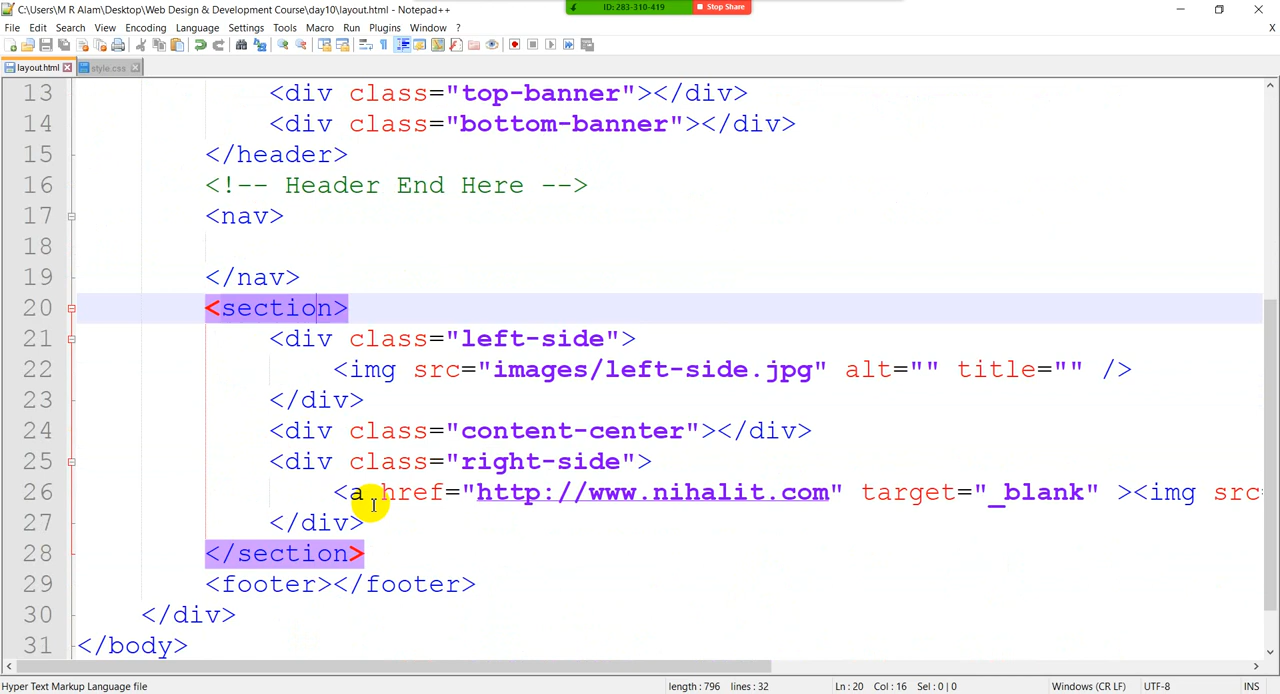 C:\Users\M R Alam\Desktop\Web Design & Development Course\day10\layout.html - Notepad++
ID: 283-310-419
Stop Share
File Edit Search View Encoding Language Settings Tools Macro Run Plugins Window ?
X
layout.html style.css
13 <div class="top-banner"></div>
14 <div class="bottom-banner"></div>
15 </header>
16 <!-- Header End Here -->
17 <nav>
18
19 </nav>
20 <section>
21 <div class="left-side">
22 <img src="images/left-side.jpg" alt="" title="" />
23 </div>
24 <div class="content-center"></div>
25 <div class="right-side">
26 <a href="http://www.nihalit.com" target="_blank" ><img src
27 </div>
28 </section>
29 <footer></footer>
30 </div>
31 </body>
Hyper Text Markup Language file length : 796 lines : 32 Ln : 20 Col : 16 Sel : 0 | 0 Windows (CR LF) UTF-8 INS